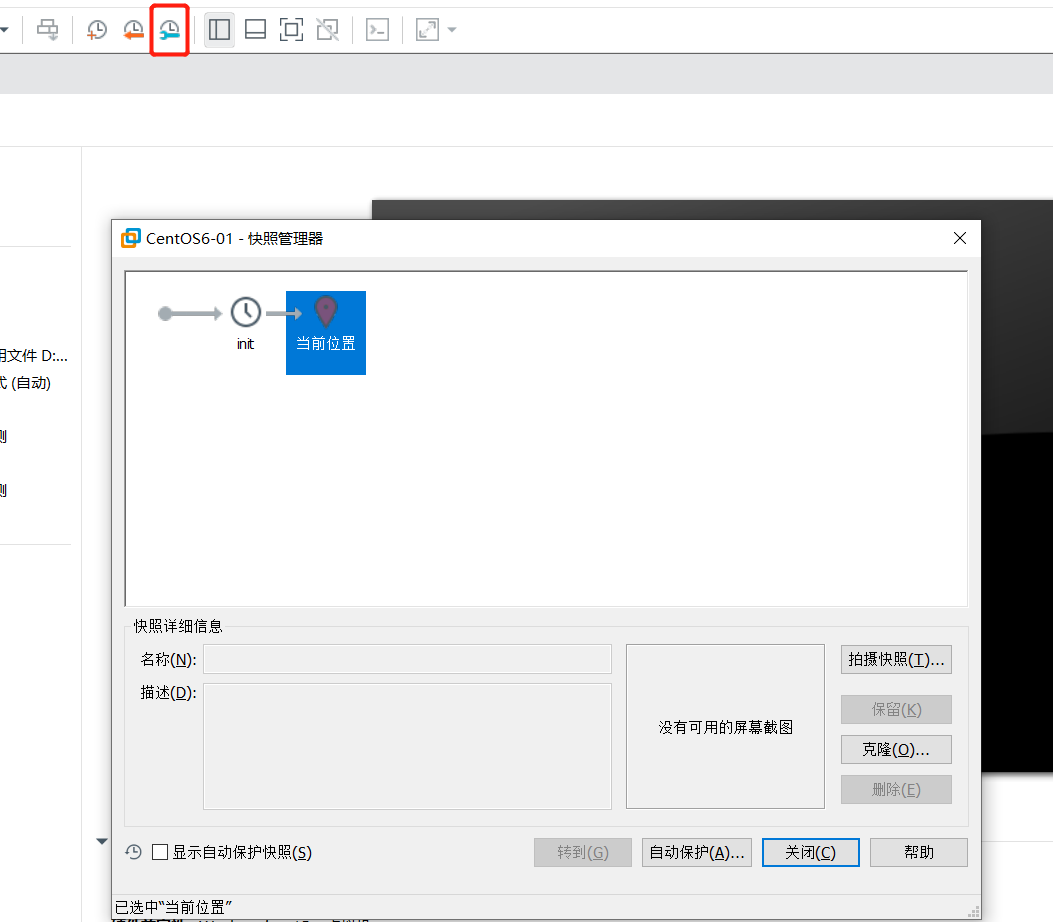 CentOS6-01 - 快照管理器
init
当前位置
用文件 D:...
式 (自动)
测
测
快照详细信息
名称(N):
描述(D):
没有可用的屏幕截图
拍摄快照(T)...
保留(K)
克隆(O)...
删除(E)
显示自动保护快照(S)
转到(G)
自动保护(A)...
关闭(C)
帮助
已选中“当前位置”